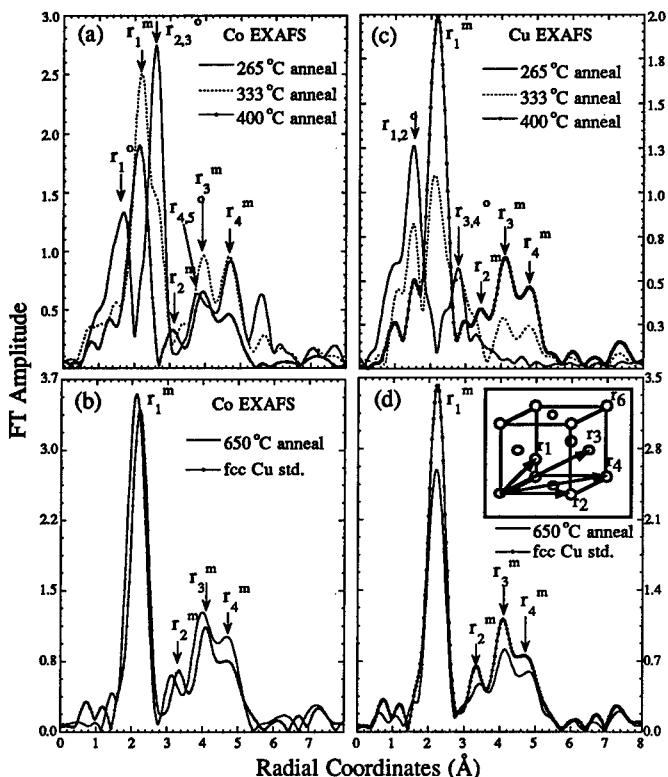 FT Amplitude
(a)
Co EXAFS
265 °C anneal
333 °C anneal
400 °C anneal
r1m
r2,3o
r1o
r2m
r4,5o
r3m
r4m
3.0
2.5
2.0
1.5
1.0
0.5
(c)
Cu EXAFS
265 °C anneal
333 °C anneal
400 °C anneal
r1m
r1,2o
r3,4o
r2m
r3m
r4m
2.0
1.8
1.5
1.3
1.0
0.8
0.5
0.3
0.0
(b)
Co EXAFS
650 °C anneal
fcc Cu std.
r1m
r2m
r3m
r4m
3.7
3.2
2.2
1.5
0.8
0.0
0 1 2 3 4 5 6 7
(d)
r1m
r6
r1
r3
r4
r2
650 °C anneal
fcc Cu std.
r2m
r3m
r4m
3.4
2.7
2.1
1.4
0.7
0.0
0 1 2 3 4 5 6 7 8
Radial Coordinates (Å)